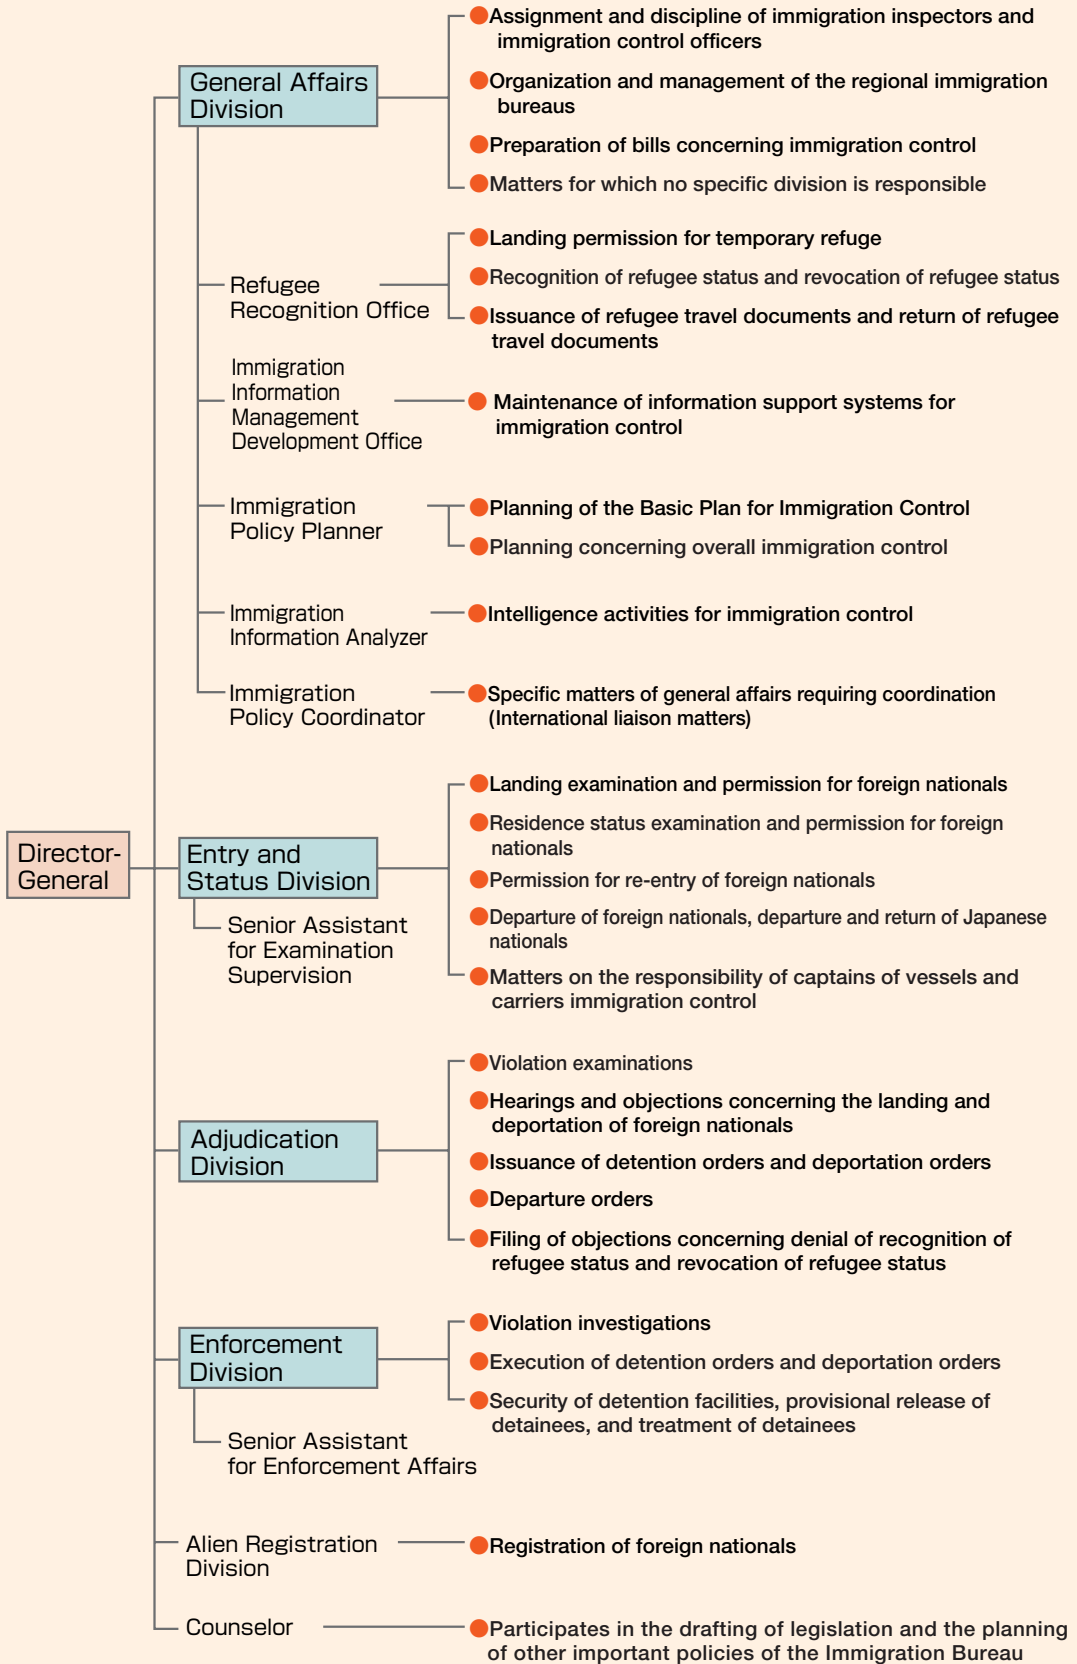 General Affairs
Division
●Assignment and discipline of immigration inspectors and
immigration control officers
●Organization and management of the regional immigration
bureaus
●Preparation of bills concerning immigration control
●Matters for which no specific division is responsible
Refugee
Recognition Office
●Landing permission for temporary refuge
●Recognition of refugee status and revocation of refugee status
●Issuance of refugee travel documents and return of refugee
travel documents
Immigration
Information
Management
Development Office
● Maintenance of information support systems for
immigration control
Immigration
Policy Planner
●Planning of the Basic Plan for Immigration Control
●Planning concerning overall immigration control
Immigration
Information Analyzer
●Intelligence activities for immigration control
Immigration
Policy Coordinator
●Specific matters of general affairs requiring coordination
(International liaison matters)
Director-
General
Entry and
Status Division
Senior Assistant
for Examination
Supervision
●Landing examination and permission for foreign nationals
●Residence status examination and permission for foreign
nationals
●Permission for re-entry of foreign nationals
●Departure of foreign nationals, departure and return of Japanese
nationals
●Matters on the responsibility of captains of vessels and
carriers immigration control
Adjudication
Division
●Violation examinations
●Hearings and objections concerning the landing and
deportation of foreign nationals
●Issuance of detention orders and deportation orders
●Departure orders
●Filing of objections concerning denial of recognition of
refugee status and revocation of refugee status
Enforcement
Division
Senior Assistant
for Enforcement Affairs
●Violation investigations
●Execution of detention orders and deportation orders
●Security of detention facilities, provisional release of
detainees, and treatment of detainees
Alien Registration
Division
●Registration of foreign nationals
Counselor
●Participates in the drafting of legislation and the planning
of other important policies of the Immigration Bureau